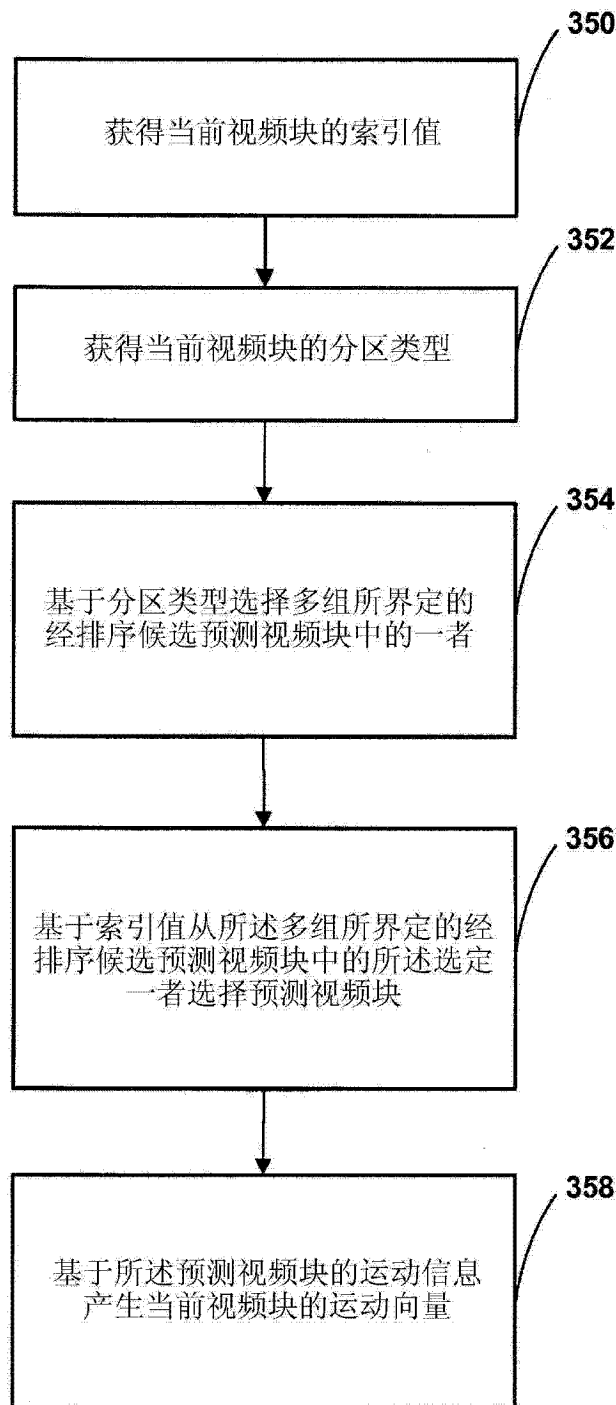 350
获得当前视频块的索引值
352
获得当前视频块的分区类型
354
基于分区类型选择多组所界定的
经排序候选预测视频块中的一者
356
基于索引值从所述多组所界定的经
排序候选预测视频块中的所述选定
一者选择预测视频块
358
基于所述预测视频块的运动信息
产生当前视频块的运动向量